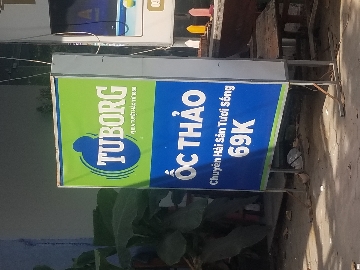 TUBORG
ỐC THẢO
Chuyên Hải Sản Tươi Sống
69K